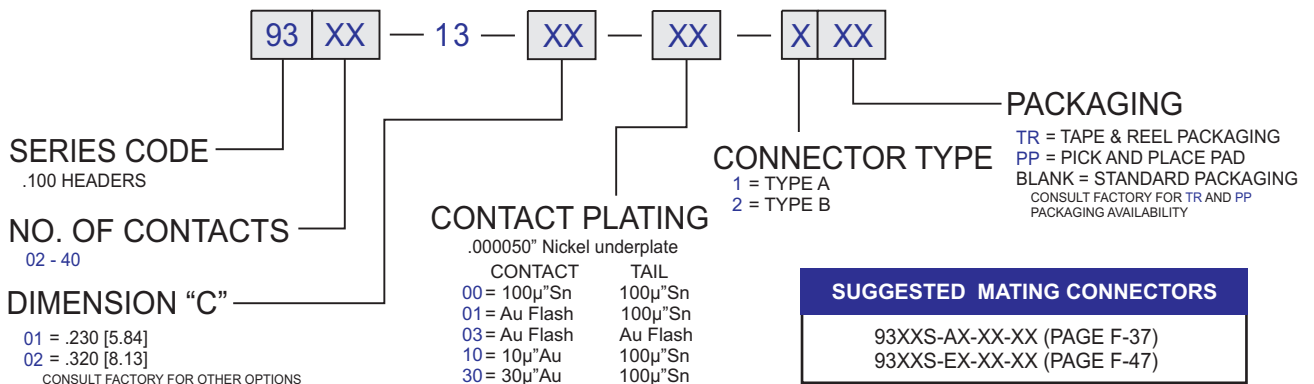 93 XX — 13 — XX — XX — X XX
SERIES CODE
.100 HEADERS
NO. OF CONTACTS
02 - 40
DIMENSION “C”
01 = .230 [5.84]
02 = .320 [8.13]
CONSULT FACTORY FOR OTHER OPTIONS
CONTACT PLATING
.000050” Nickel underplate
CONTACT TAIL
00 = 100µ”Sn 100µ”Sn
01 = Au Flash 100µ”Sn
03 = Au Flash Au Flash
10 = 10µ”Au 100µ”Sn
30 = 30µ”Au 100µ”Sn
CONNECTOR TYPE
1 = TYPE A
2 = TYPE B
PACKAGING
TR = TAPE & REEL PACKAGING
PP = PICK AND PLACE PAD
BLANK = STANDARD PACKAGING
CONSULT FACTORY FOR TR AND PP
PACKAGING AVAILABILITY
SUGGESTED MATING CONNECTORS
93XXS-AX-XX-XX (PAGE F-37)
93XXS-EX-XX-XX (PAGE F-47)